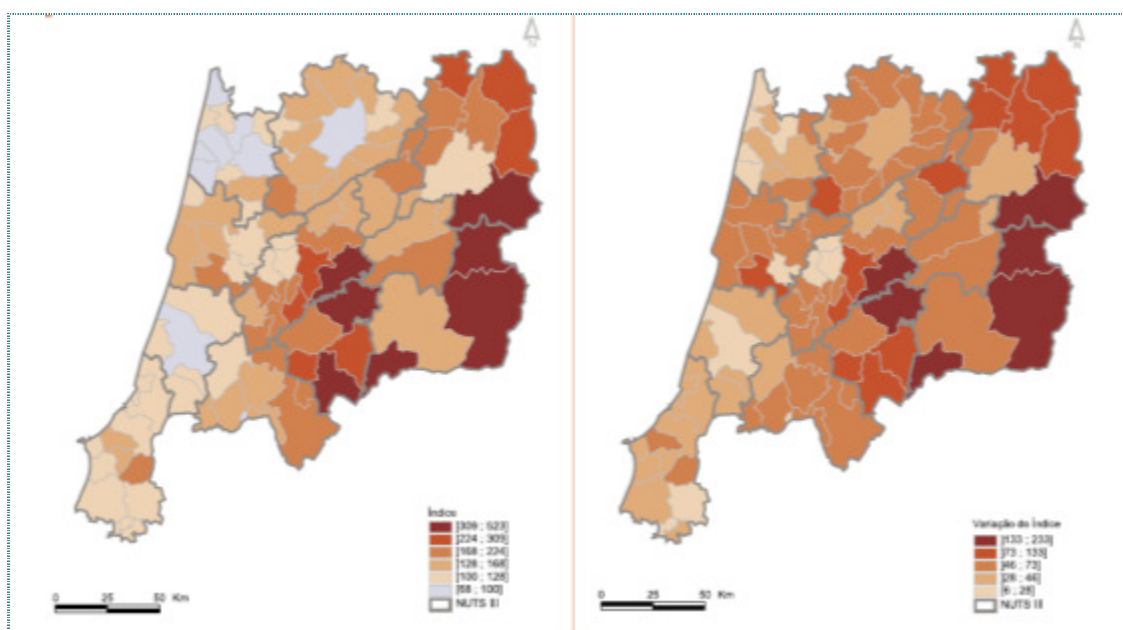 N
N
Índice
]309 ; 523]
]224 ; 309]
]168 ; 224]
]128 ; 168]
]100 ; 128]
[68 ; 100]
NUTS III
0 25 50 Km
Variação do Índice
]133 ; 233]
]73 ; 133]
]46 ; 73]
]28 ; 46]
[6 ; 28]
NUTS III
0 25 50 Km